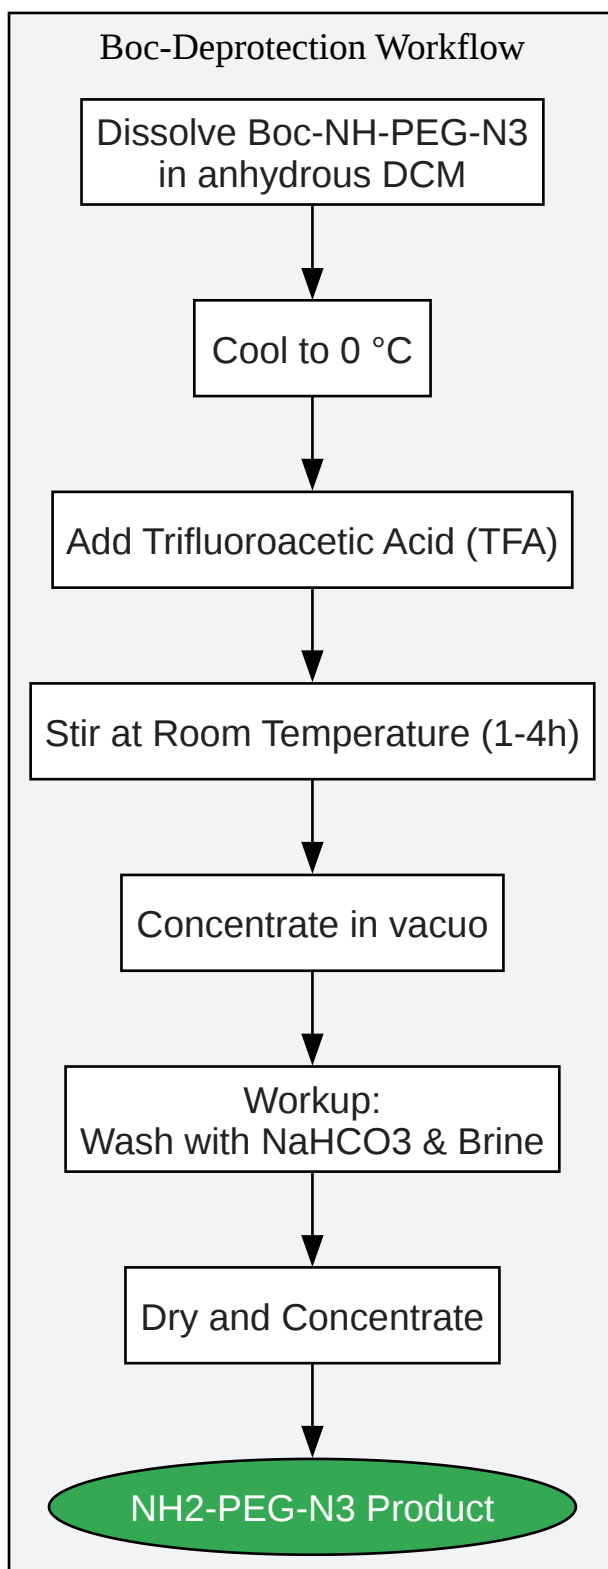 Boc-Deprotection Workflow
Dissolve Boc-NH-PEG-N3
in anhydrous DCM
Cool to 0 °C
Add Trifluoroacetic Acid (TFA)
Stir at Room Temperature (1-4h)
Concentrate in vacuo
Workup:
Wash with NaHCO3 & Brine
Dry and Concentrate
NH2-PEG-N3 Product